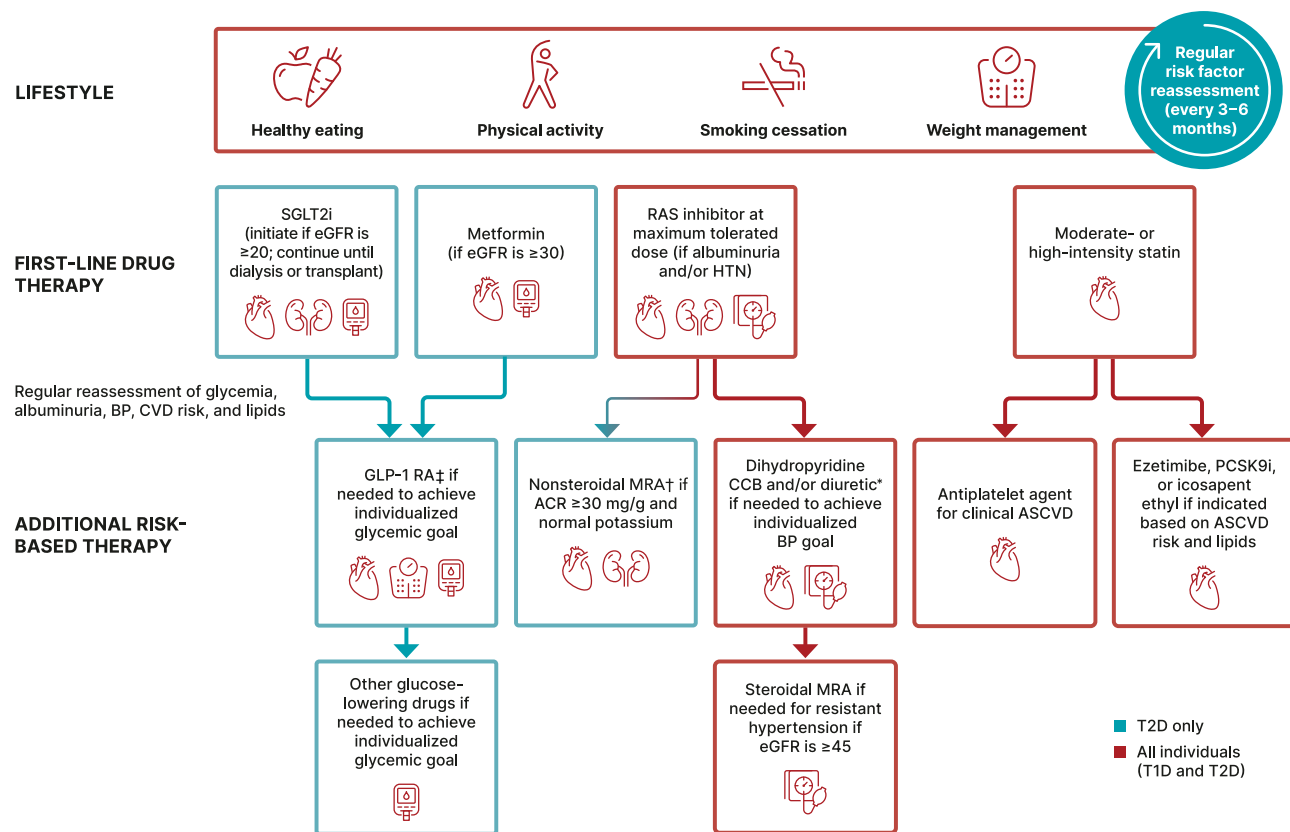 LIFESTYLE
Healthy eating
Physical activity
Smoking cessation
Weight management
Regular
risk factor
reassessment
(every 3–6
months)
FIRST-LINE DRUG
THERAPY
SGLT2i
(initiate if eGFR is
≥20; continue until
dialysis or transplant)
Metformin
(if eGFR is ≥30)
RAS inhibitor at
maximum tolerated
dose (if albuminuria
and/or HTN)
Moderate- or
high-intensity statin
Regular reassessment of glycemia,
albuminuria, BP, CVD risk, and lipids
ADDITIONAL RISK-
BASED THERAPY
GLP-1 RA‡ if
needed to achieve
individualized
glycemic goal
Nonsteroidal MRA† if
ACR ≥30 mg/g and
normal potassium
Dihydropyridine
CCB and/or diuretic*
if needed to achieve
individualized
BP goal
Antiplatelet agent
for clinical ASCVD
Ezetimibe, PCSK9i,
or icosapent
ethyl if indicated
based on ASCVD
risk and lipids
Other glucose-
lowering drugs if
needed to achieve
individualized
glycemic goal
Steroidal MRA if
needed for resistant
hypertension if
eGFR is ≥45
T2D only
All individuals
(T1D and T2D)